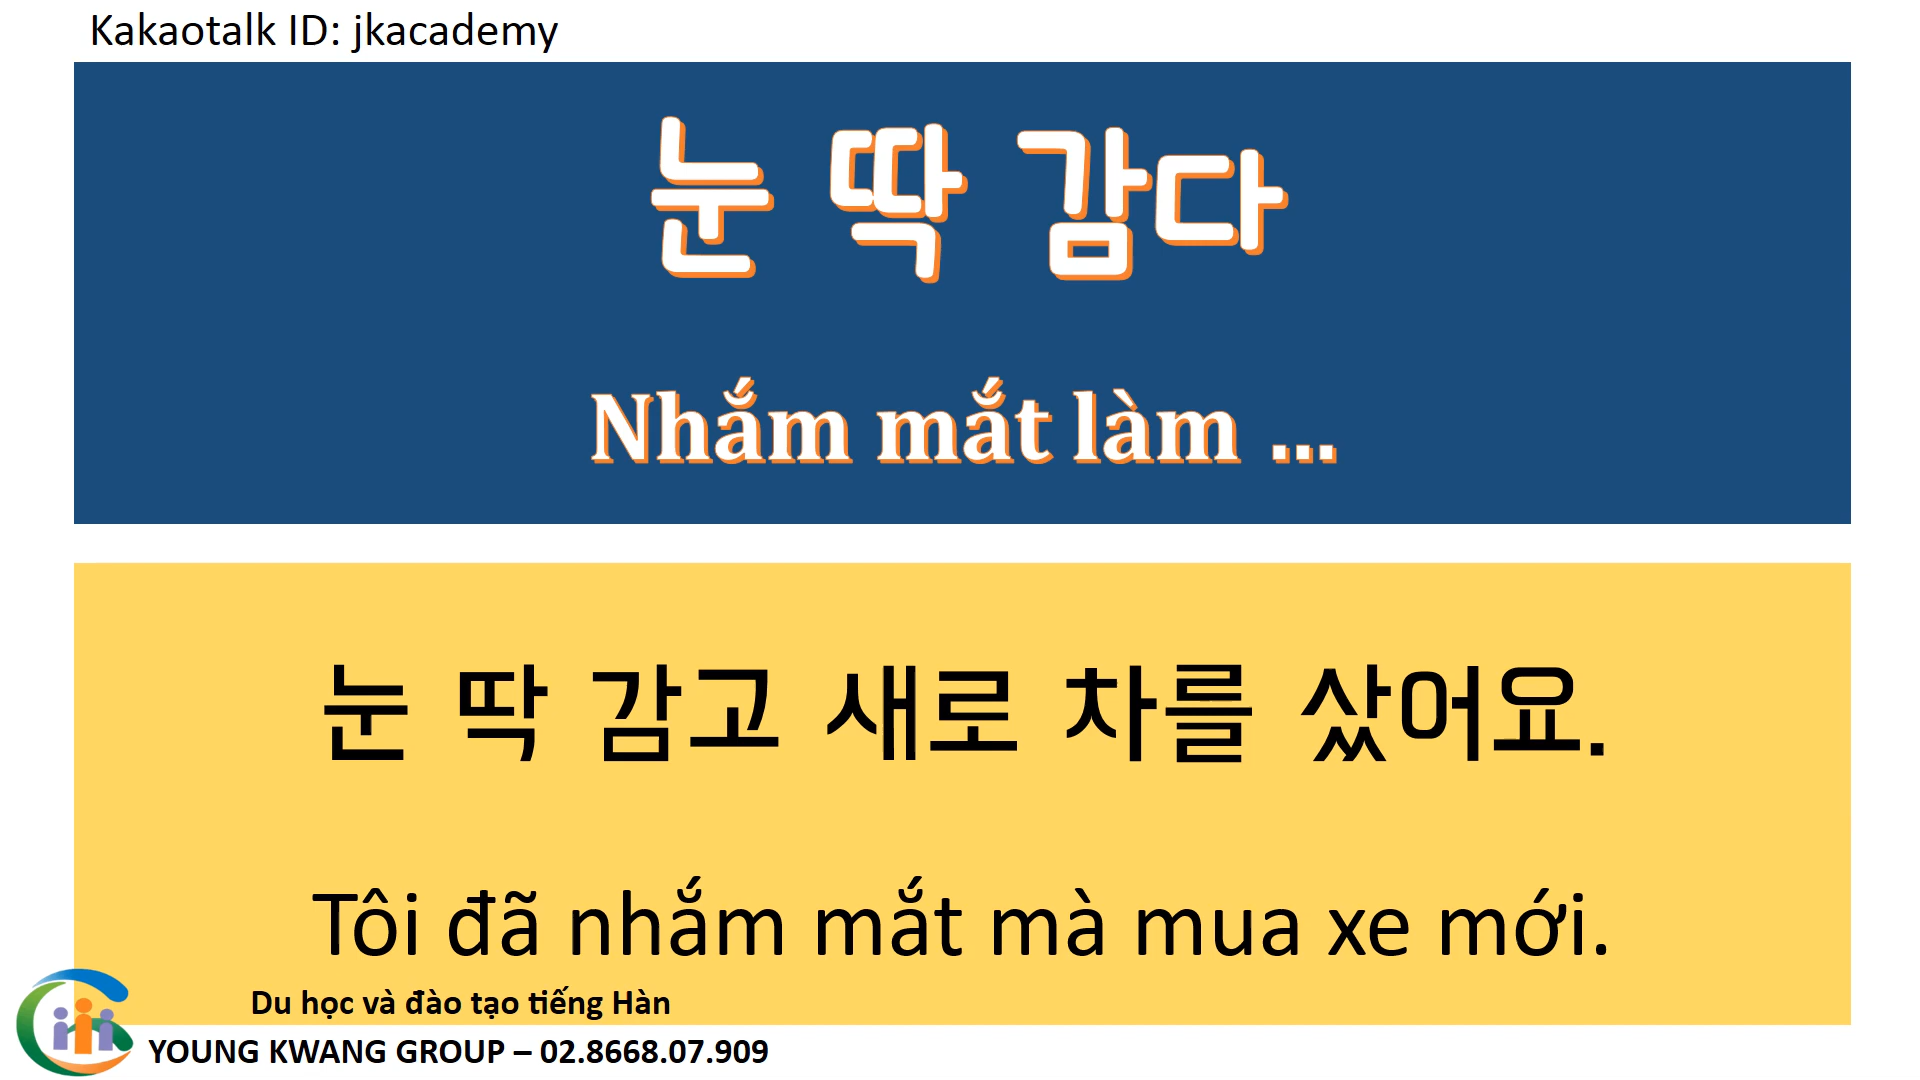 Kakaotalk ID: jkacademy
눈 딱 감다
Nhắm mắt làm ...
눈 딱 감고 새로 차를 샀어요.
Tôi đã nhắm mắt mà mua xe mới.
Du học và đào tạo tiếng Hàn
YOUNG KWANG GROUP – 02.8668.07.909